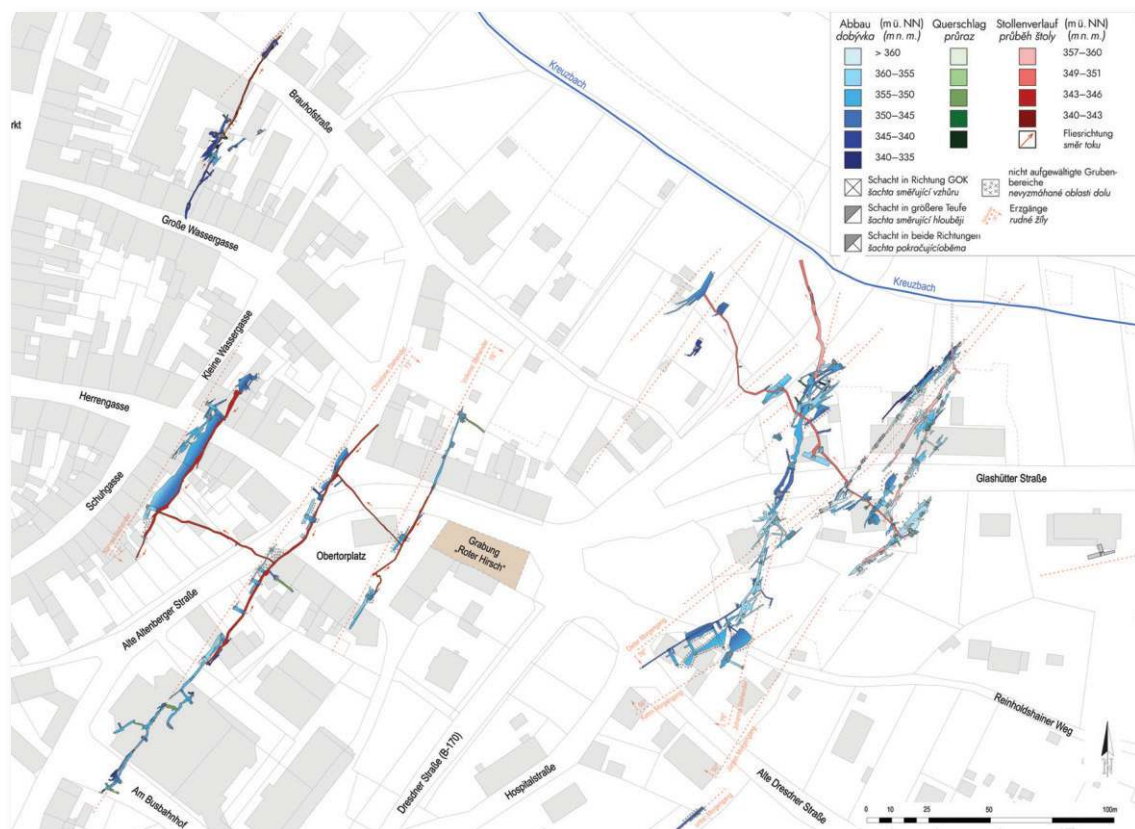 Abbau
dobývka
(m ü. NN)
(m n. m.)
Querschlag
průraz
Stollenverlauf
průběh štoly
(m ü. NN)
(m n. m.)
> 360
360–355
355–350
350–345
345–340
340–335
357–360
349–351
343–346
340–343
Fliesrichtung
směr toku
Schacht in Richtung GOK
šachta směřující vzhůru
Schacht in größere Teufe
šachta směrující hlouběji
Schacht in beide Richtungen
šachta pokračujícíoběma
nicht aufgewältigte Gruben-
bereiche
nevyzmáhané oblasti dolu
Erzgänge
rudné žíly
Kreuzbach
Brauhofstraße
rkt
Große Wassergasse
Kreuzbach
Kleine Wassergasse
Herrengasse
Schuhgasse
Glashütter Straße
Obertorplatz
Grabung
„Roter Hirsch“
Alte Altenberger Straße
Reinholdshainer Weg
Dresdner Straße (B-170)
Hospitalstraße
Alte Dresdner Straße
Am Busbahnhof
0 10 25 50 100m